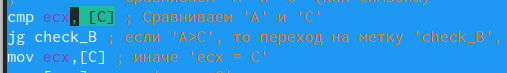 cmp ecx, [C] ; Сравниваем 'A' и 'C'
jg check_B ; если 'A>C', то переход на метку 'check_B',
mov ecx,[C] ; иначе 'ecx = C'